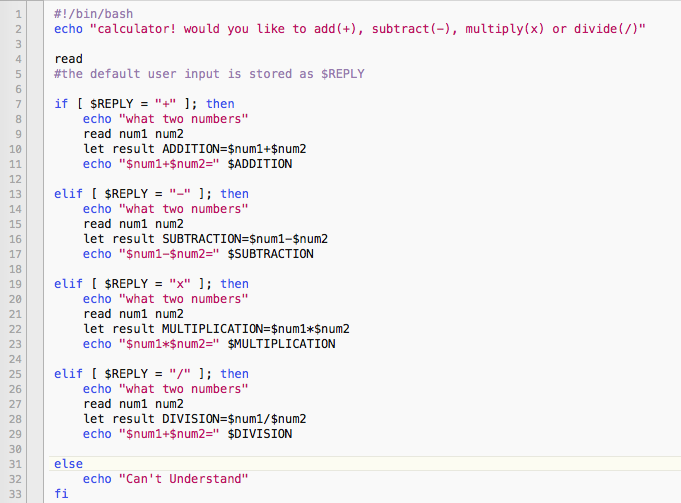 1 #!/bin/bash
2 echo "calculator! would you like to add(+), subtract(-), multiply(x) or divide(/)"
3
4 read
5 #the default user input is stored as $REPLY
6
7 if [ $REPLY = "+" ]; then
8     echo "what two numbers"
9     read num1 num2
10     let result ADDITION=$num1+$num2
11     echo "$num1+$num2=" $ADDITION
12
13 elif [ $REPLY = "-" ]; then
14     echo "what two numbers"
15     read num1 num2
16     let result SUBTRACTION=$num1-$num2
17     echo "$num1-$num2=" $SUBTRACTION
18
19 elif [ $REPLY = "x" ]; then
20     echo "what two numbers"
21     read num1 num2
22     let result MULTIPLICATION=$num1*$num2
23     echo "$num1*$num2=" $MULTIPLICATION
24
25 elif [ $REPLY = "/" ]; then
26     echo "what two numbers"
27     read num1 num2
28     let result DIVISION=$num1/$num2
29     echo "$num1+$num2=" $DIVISION
30
31 else
32     echo "Can't Understand"
33 fi